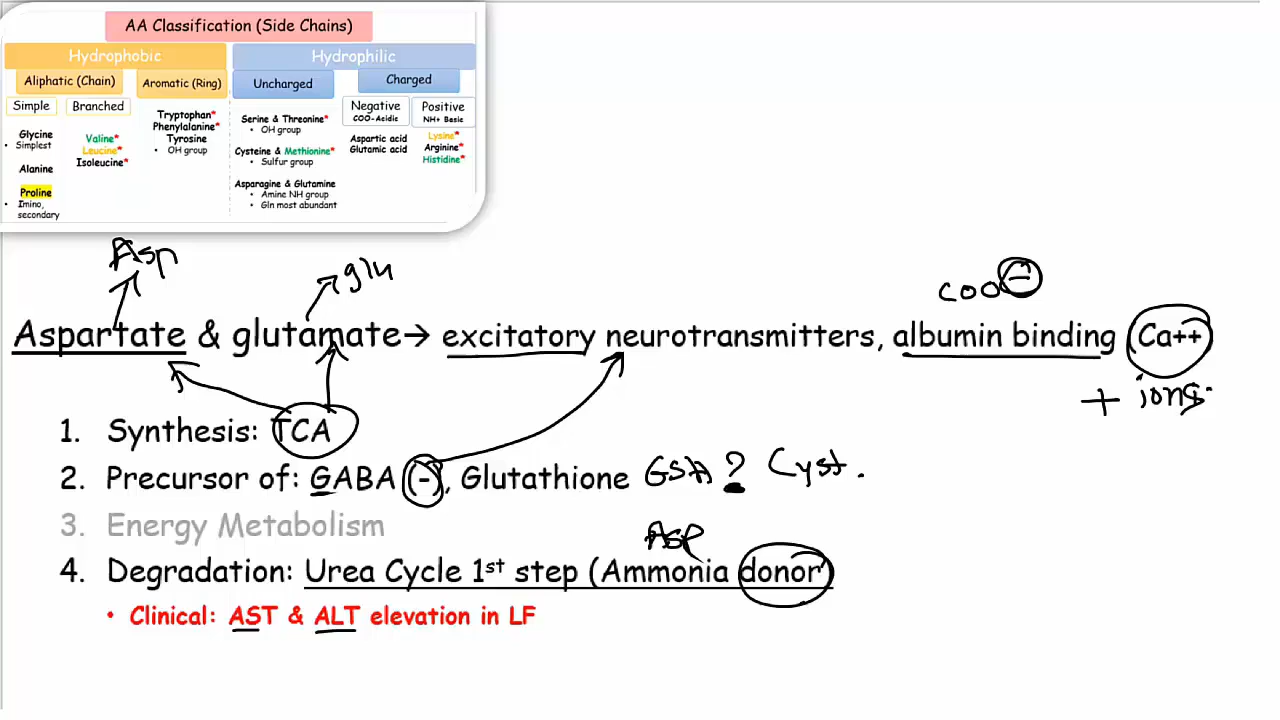 AA Classification (Side Chains)
Hydrophobic
Hydrophilic
Aliphatic (Chain)
Aromatic (Ring)
Uncharged
Charged
Simple
Branched
Negative
COO-Acidic
Positive
NH+ Basic
Glycine
• Simplest
Alanine
Proline
• Imino, secondary
Valine*
Leucine*
Isoleucine*
Tryptophan*
Phenylalanine*
Tyrosine
• OH group
Serine & Threonine*
• OH group
Cysteine & Methionine*
• Sulfur group
Asparagine & Glutamine
• Amine NH group
• Gln most abundant
Aspartic acid
Glutamic acid
Lysine*
Arginine*
Histidine*
Asp
glu
COO-
Aspartate & glutamate→ excitatory neurotransmitters, albumin binding Ca++
+ ions
1. Synthesis: TCA
2. Precursor of: GABA (-), Glutathione GSH ? Cyst.
3. Energy Metabolism
Asp
4. Degradation: Urea Cycle 1st step (Ammonia donor)
• Clinical: AST & ALT elevation in LF